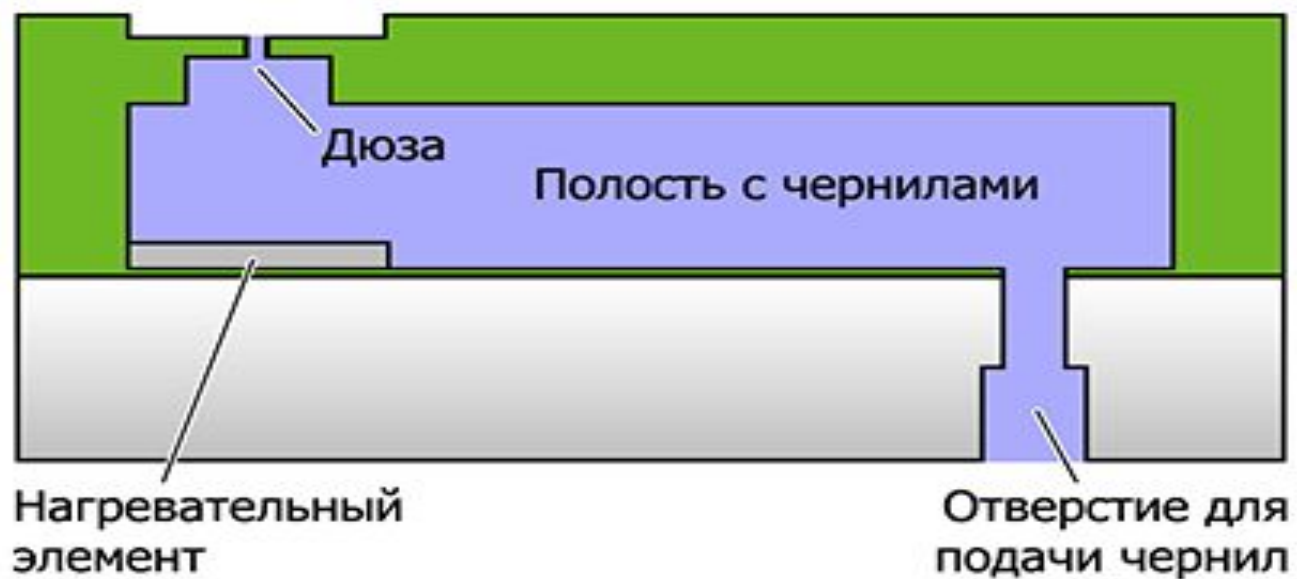 Дюза
Полость с чернилами
Нагревательный
элемент
Отверстие для
подачи чернил